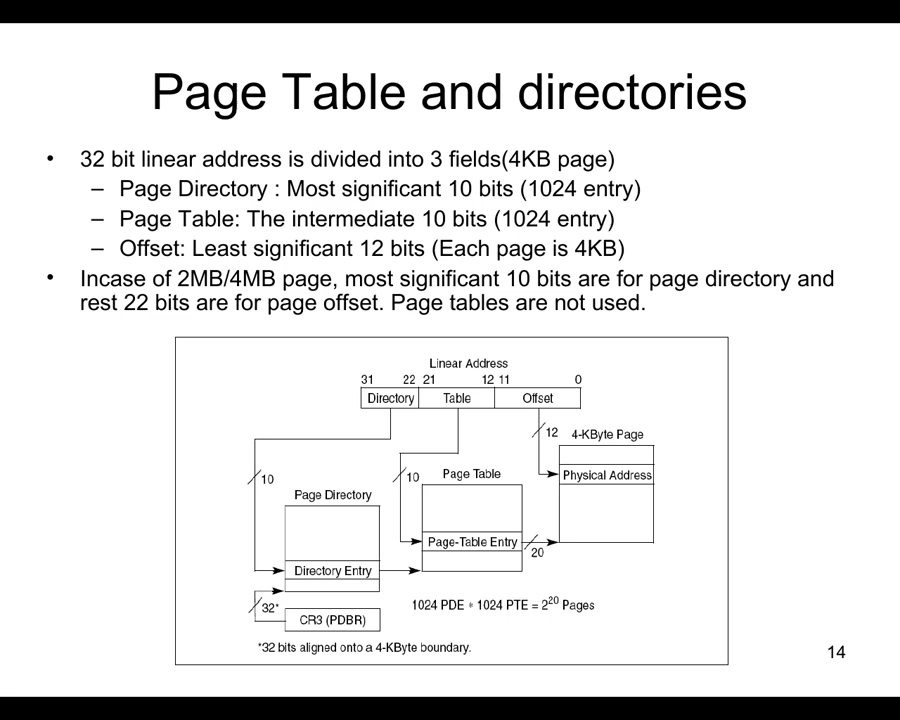 Page Table and directories
• 32 bit linear address is divided into 3 fields(4KB page)
– Page Directory : Most significant 10 bits (1024 entry)
– Page Table: The intermediate 10 bits (1024 entry)
– Offset: Least significant 12 bits (Each page is 4KB)
• Incase of 2MB/4MB page, most significant 10 bits are for page directory and
rest 22 bits are for page offset. Page tables are not used.
Linear Address
31 22 21 12 11 0
Directory Table Offset
12 4-KByte Page
10 10 Page Table Physical Address
Page Directory
Page-Table Entry
20
Directory Entry
32*
1024 PDE * 1024 PTE = 2^20 Pages
CR3 (PDBR)
*32 bits aligned onto a 4-KByte boundary.
14